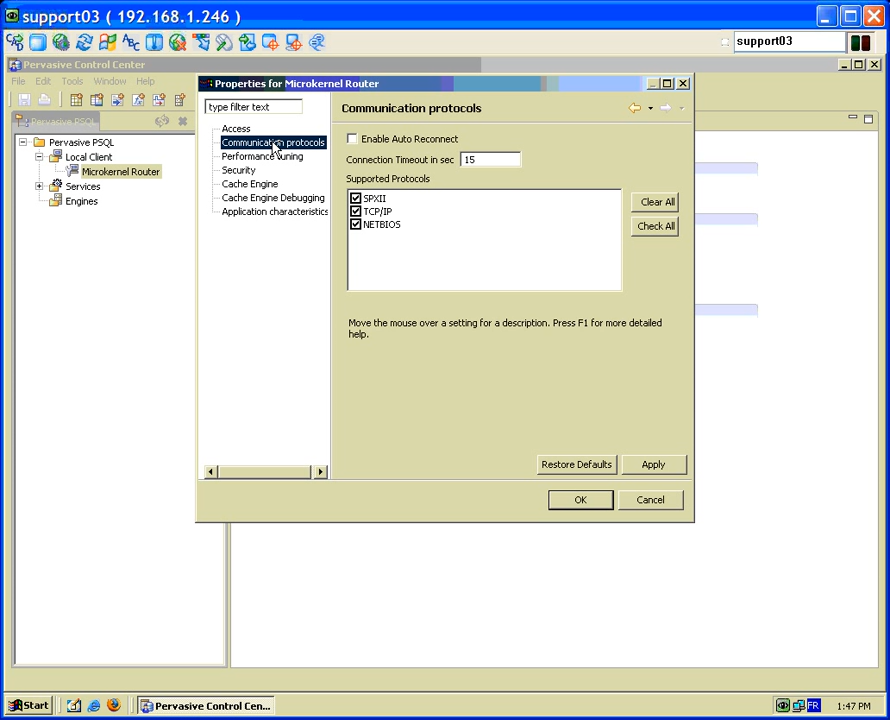 support03 ( 192.168.1.246 )
support03
Pervasive Control Center
File Edit Tools Window Help
Pervasive PSQL
Pervasive PSQL
Local Client
Microkernel Router
Services
Engines
Properties for Microkernel Router
type filter text
Access
Communication protocols
Performance Tuning
Security
Cache Engine
Cache Engine Debugging
Application characteristics
Communication protocols
Enable Auto Reconnect
Connection Timeout in sec 15
Supported Protocols
SPXII
TCP/IP
NETBIOS
Clear All
Check All
Move the mouse over a setting for a description. Press F1 for more detailed
help.
Restore Defaults Apply
OK Cancel
Start
Pervasive Control Cen...
FR
1:47 PM